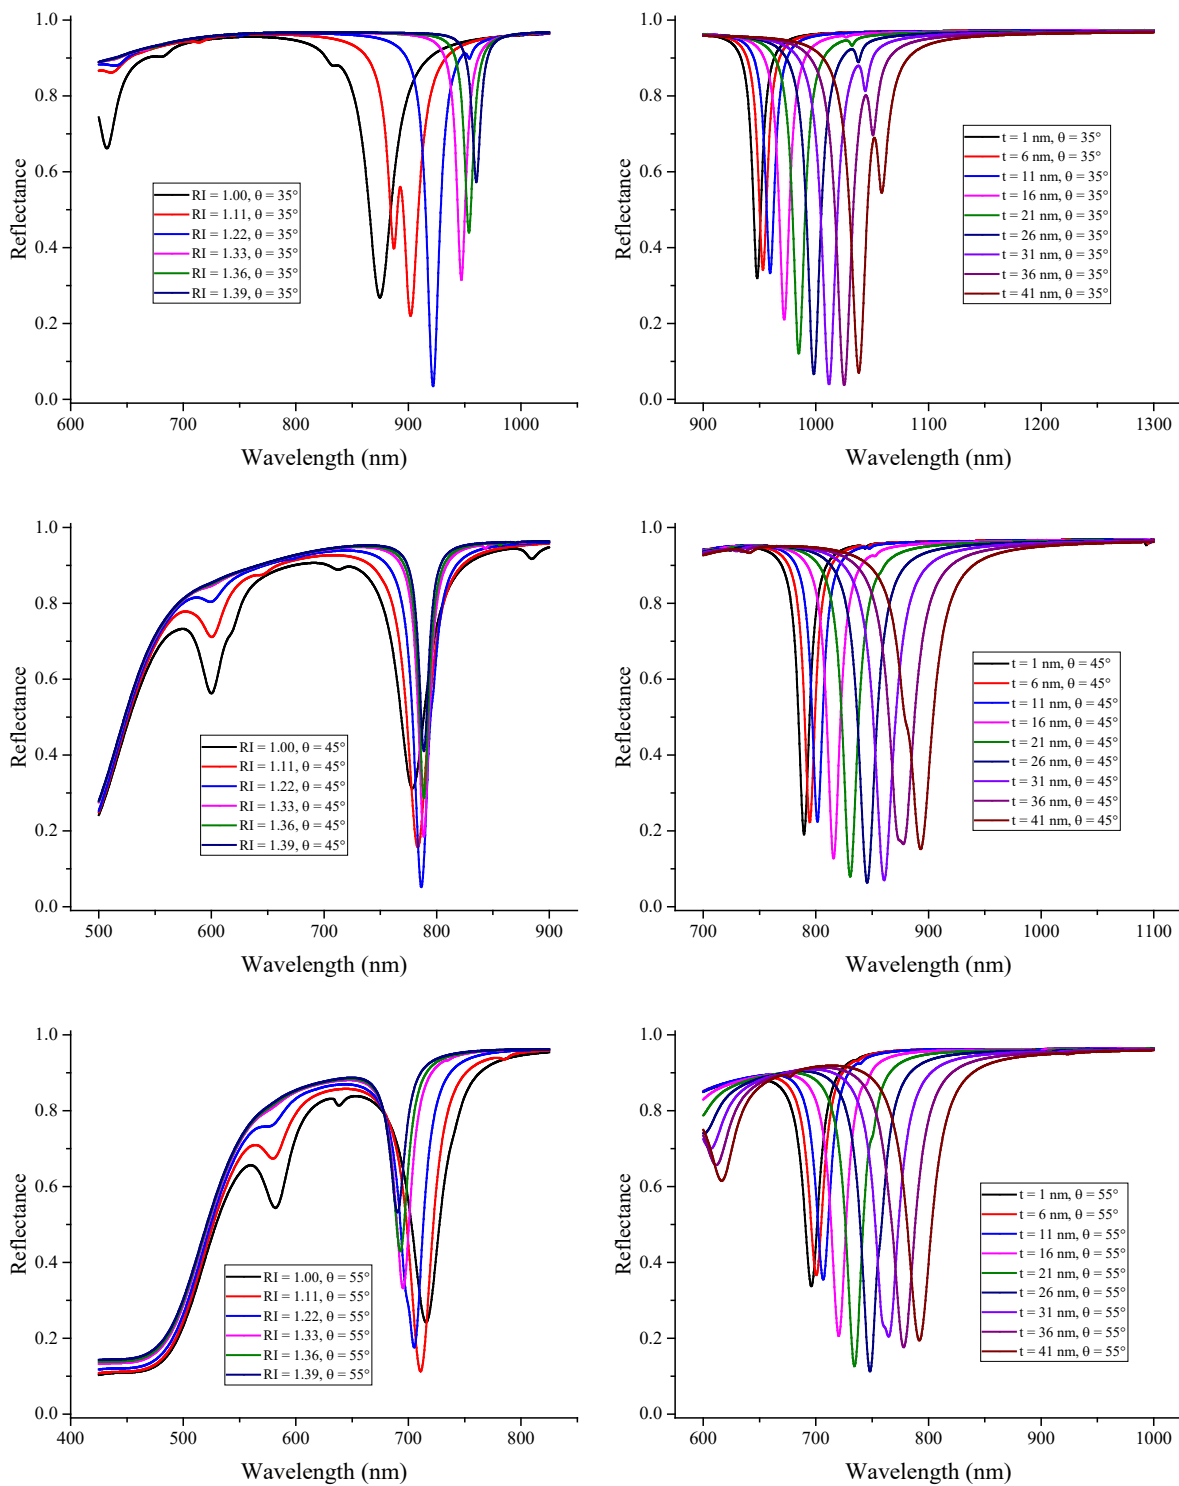 1.0
0.8
0.6
0.4
0.2
0.0
Reflectance
RI = 1.00, θ = 35°
RI = 1.11, θ = 35°
RI = 1.22, θ = 35°
RI = 1.33, θ = 35°
RI = 1.36, θ = 35°
RI = 1.39, θ = 35°
600 700 800 900 1000
Wavelength (nm)
1.0
0.8
0.6
0.4
0.2
0.0
Reflectance
t = 1 nm, θ = 35°
t = 6 nm, θ = 35°
t = 11 nm, θ = 35°
t = 16 nm, θ = 35°
t = 21 nm, θ = 35°
t = 26 nm, θ = 35°
t = 31 nm, θ = 35°
t = 36 nm, θ = 35°
t = 41 nm, θ = 35°
900 1000 1100 1200 1300
Wavelength (nm)
1.0
0.8
0.6
0.4
0.2
0.0
Reflectance
RI = 1.00, θ = 45°
RI = 1.11, θ = 45°
RI = 1.22, θ = 45°
RI = 1.33, θ = 45°
RI = 1.36, θ = 45°
RI = 1.39, θ = 45°
500 600 700 800 900
Wavelength (nm)
1.0
0.8
0.6
0.4
0.2
0.0
Reflectance
t = 1 nm, θ = 45°
t = 6 nm, θ = 45°
t = 11 nm, θ = 45°
t = 16 nm, θ = 45°
t = 21 nm, θ = 45°
t = 26 nm, θ = 45°
t = 31 nm, θ = 45°
t = 36 nm, θ = 45°
t = 41 nm, θ = 45°
700 800 900 1000 1100
Wavelength (nm)
1.0
0.8
0.6
0.4
0.2
0.0
Reflectance
RI = 1.00, θ = 55°
RI = 1.11, θ = 55°
RI = 1.22, θ = 55°
RI = 1.33, θ = 55°
RI = 1.36, θ = 55°
RI = 1.39, θ = 55°
400 500 600 700 800
Wavelength (nm)
1.0
0.8
0.6
0.4
0.2
0.0
Reflectance
t = 1 nm, θ = 55°
t = 6 nm, θ = 55°
t = 11 nm, θ = 55°
t = 16 nm, θ = 55°
t = 21 nm, θ = 55°
t = 26 nm, θ = 55°
t = 31 nm, θ = 55°
t = 36 nm, θ = 55°
t = 41 nm, θ = 55°
600 700 800 900 1000
Wavelength (nm)